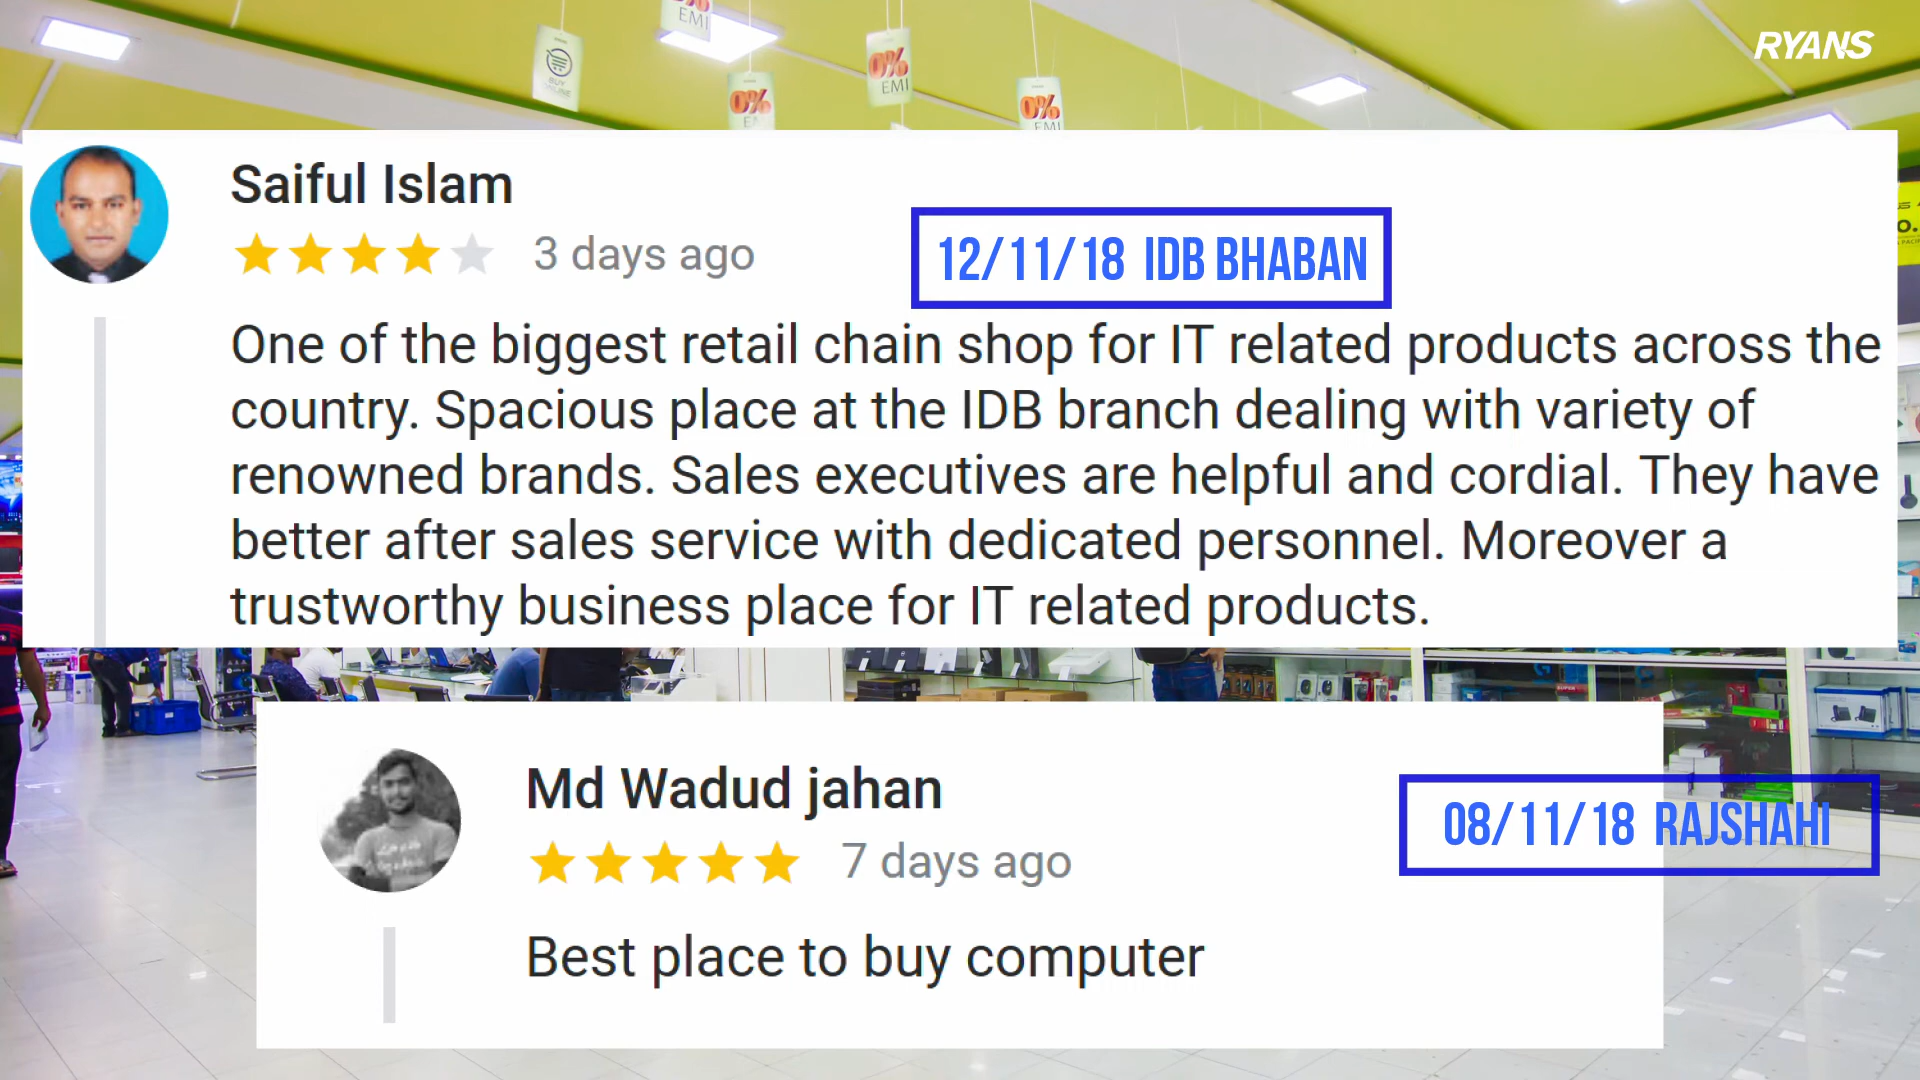 RYANS
EMI
BUY
0%
0%
EMI
0%
EMI
Saiful Islam
3 days ago
12/11/18 IDB BHABAN
One of the biggest retail chain shop for IT related products across the
country. Spacious place at the IDB branch dealing with variety of
renowned brands. Sales executives are helpful and cordial. They have
better after sales service with dedicated personnel. Moreover a
trustworthy business place for IT related products.
Md Wadud jahan
7 days ago
08/11/18 RAJSHAHI
Best place to buy computer